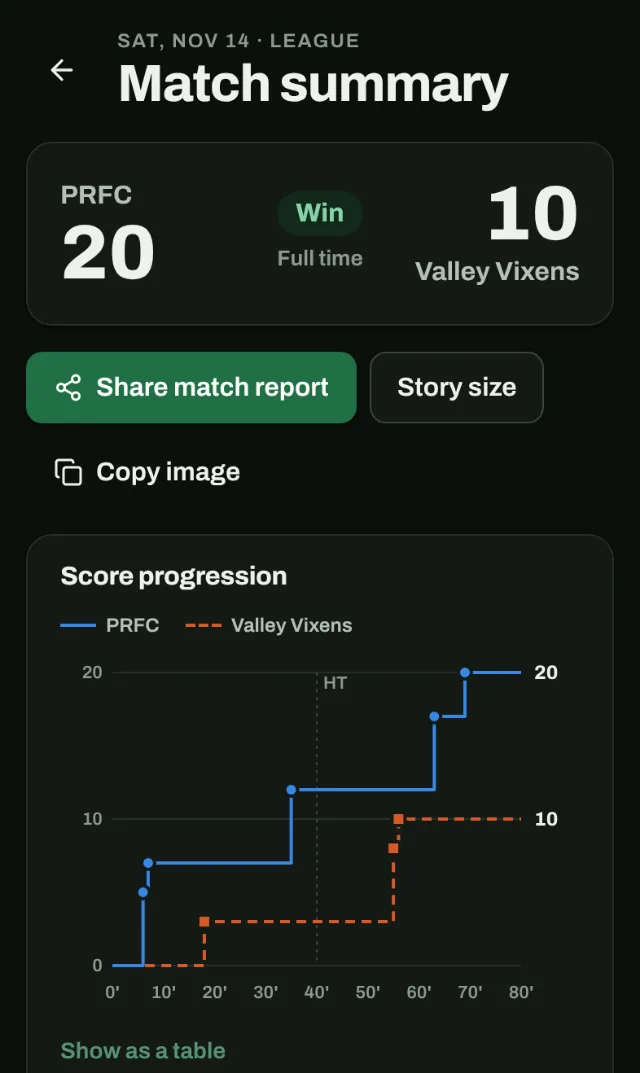 SAT, NOV 14 · LEAGUE
Match summary
PRFC
20
Win
Full time
10
Valley Vixens
Share match report
Story size
Copy image
Score progression
PRFC
Valley Vixens
20
HT
20
10
10
0
0' 10' 20' 30' 40' 50' 60' 70' 80'
Show as a table